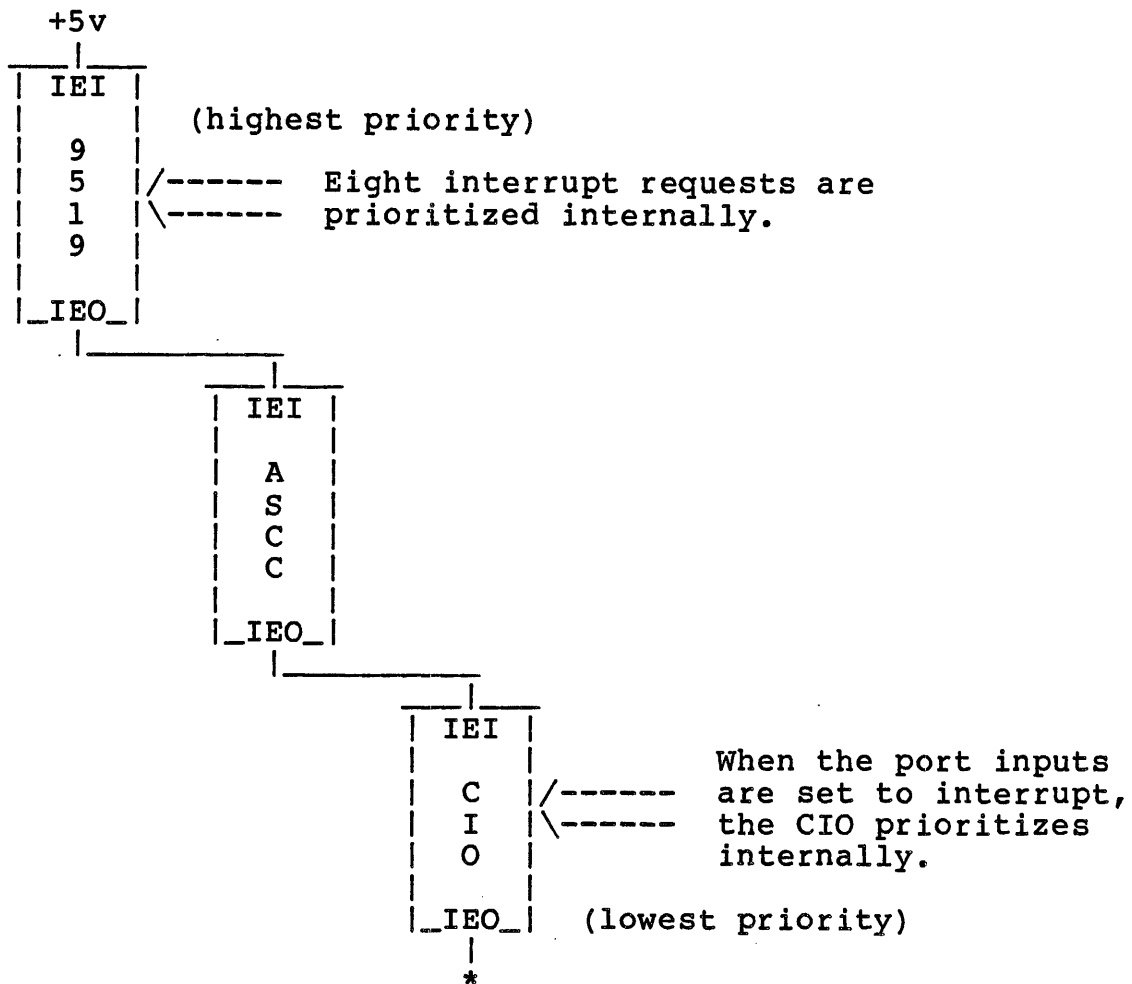 +5v
IEI
(highest priority)
9
5
1
9
Eight interrupt requests are
prioritized internally.
IEO
IEI
A
S
C
C
IEO
IEI
When the port inputs
are set to interrupt,
the CIO prioritizes
internally.
C
I
O
IEO
(lowest priority)
*